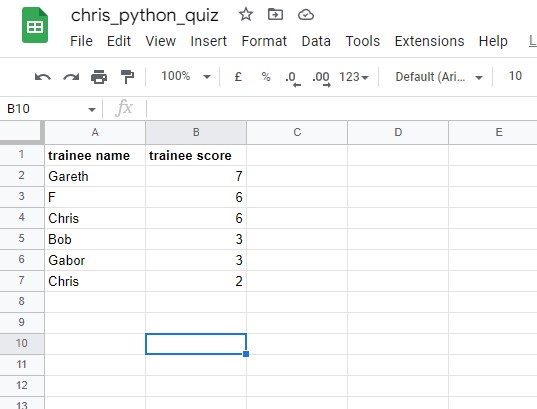 chris_python_quiz
File Edit View Insert Format Data Tools Extensions Help L
100% £ % .0 .00 123 Default (Ari... 10
B10 fx
A B C D E
1 trainee name trainee score
2 Gareth 7
3 F 6
4 Chris 6
5 Bob 3
6 Gabor 3
7 Chris 2
8
9
10
11
12
13